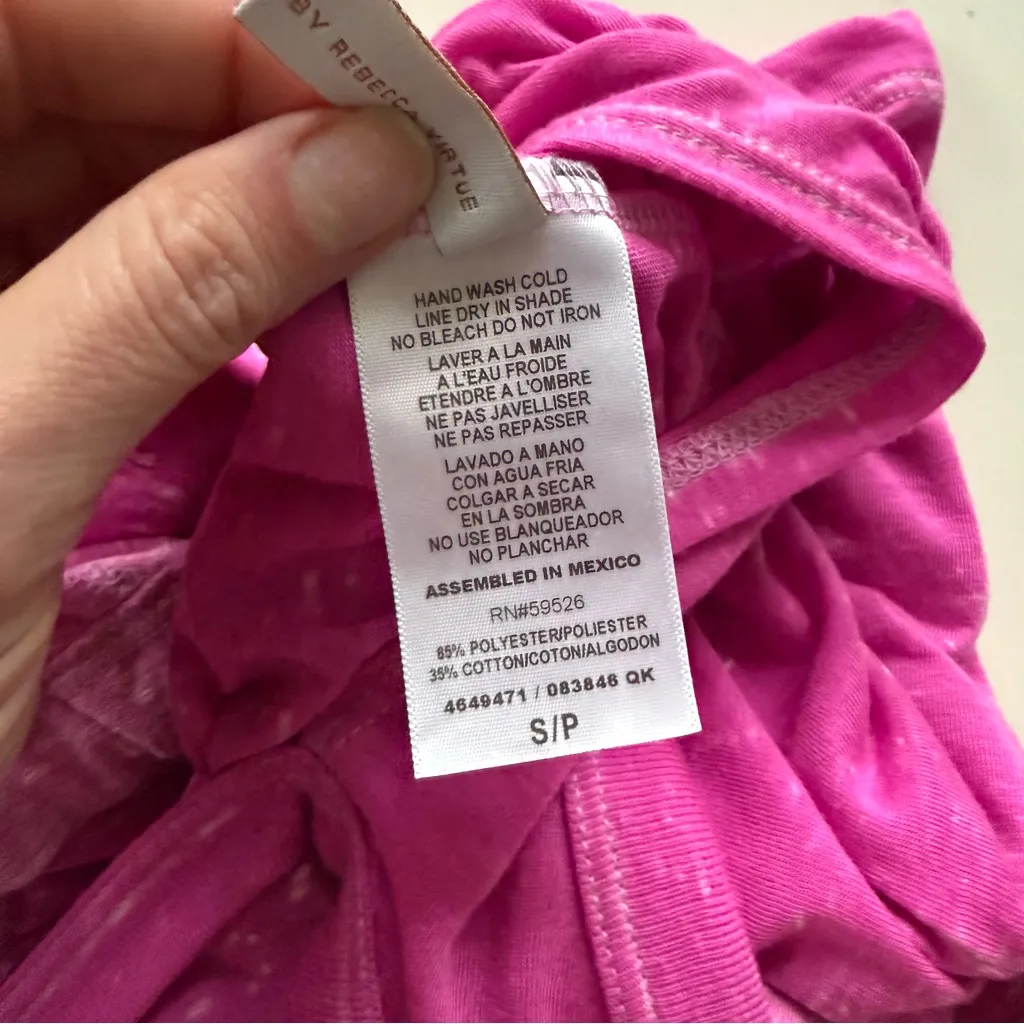 BY REBECCA VIRTUE
HAND WASH COLD
LINE DRY IN SHADE
NO BLEACH DO NOT IRON
LAVER A LA MAIN
A L'EAU FROIDE
ETENDRE A L'OMBRE
NE PAS JAVELLISER
NE PAS REPASSER
LAVADO A MANO
CON AGUA FRIA
COLGAR A SECAR
EN LA SOMBRA
NO USE BLANQUEADOR
NO PLANCHAR
ASSEMBLED IN MEXICO
RN#59526
65% POLYESTER/POLIESTER
35% COTTON/COTON/ALGODON
4649471 / 083846 QK
S/P